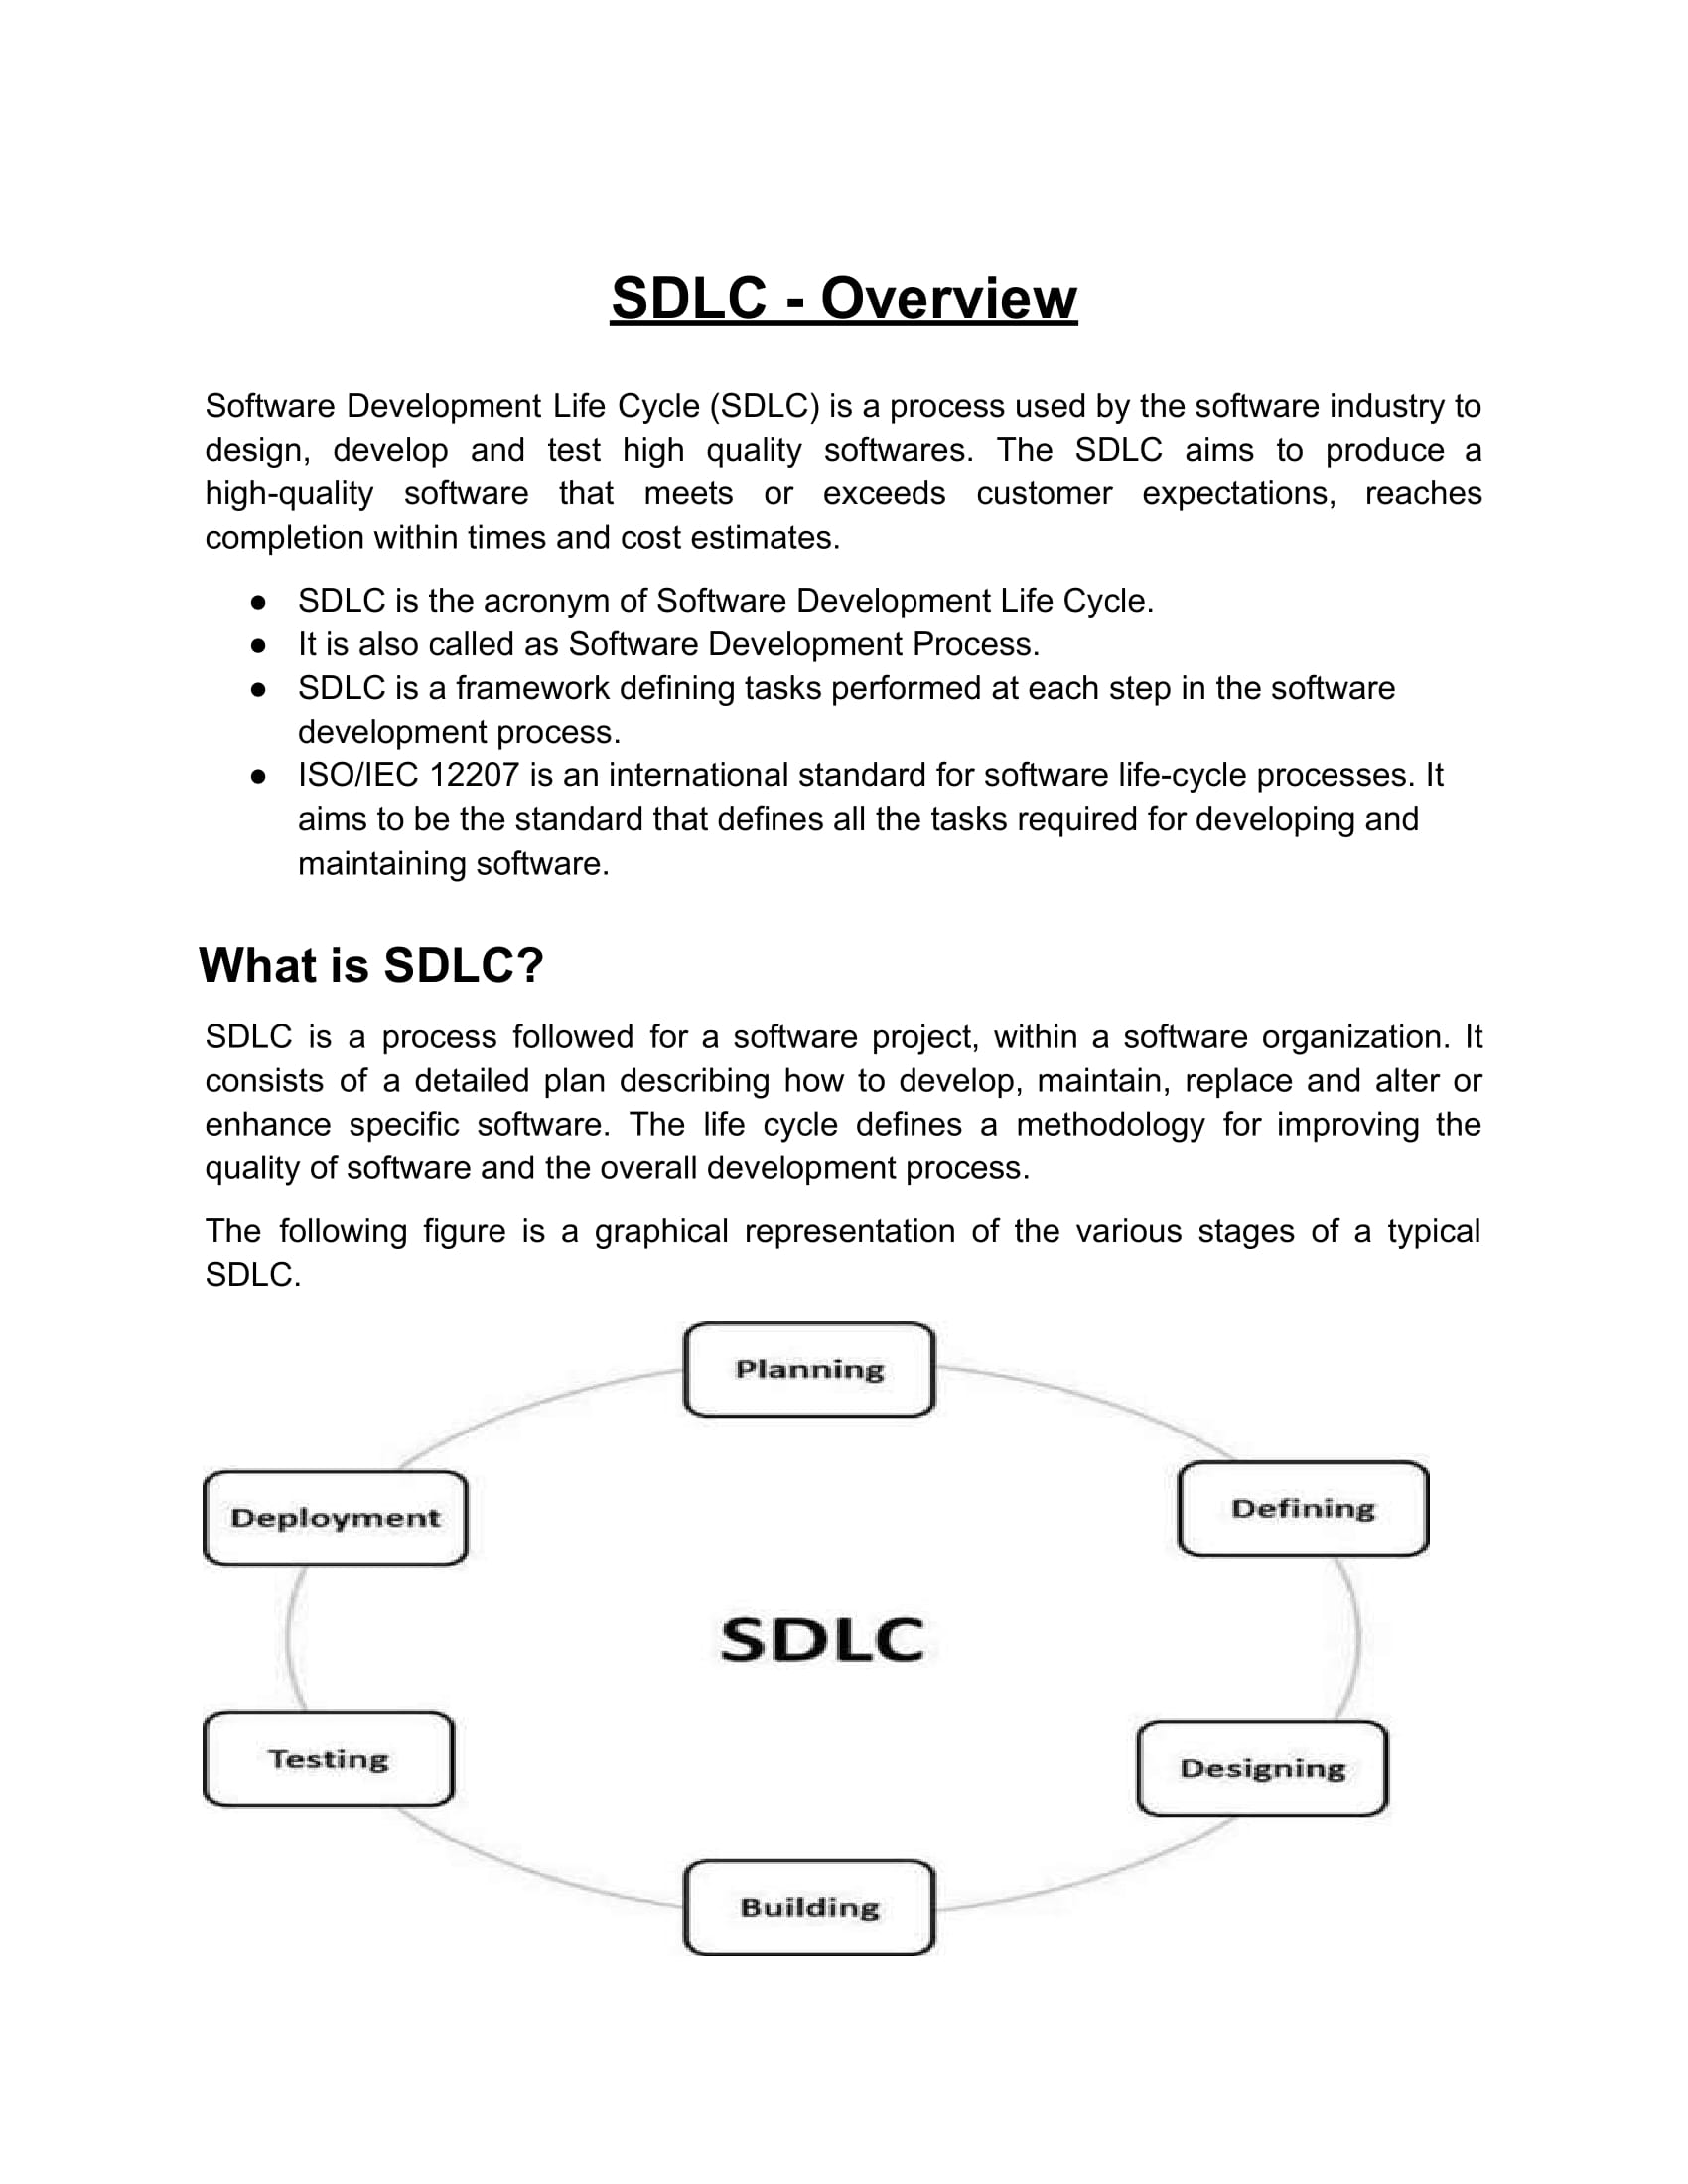 SDLC - Overview
Software Development Life Cycle (SDLC) is a process used by the software industry to
design, develop and test high quality softwares. The SDLC aims to produce a
high-quality software that meets or exceeds customer expectations, reaches
completion within times and cost estimates.
● SDLC is the acronym of Software Development Life Cycle.
● It is also called as Software Development Process.
● SDLC is a framework defining tasks performed at each step in the software
development process.
● ISO/IEC 12207 is an international standard for software life-cycle processes. It
aims to be the standard that defines all the tasks required for developing and
maintaining software.
What is SDLC?
SDLC is a process followed for a software project, within a software organization. It
consists of a detailed plan describing how to develop, maintain, replace and alter or
enhance specific software. The life cycle defines a methodology for improving the
quality of software and the overall development process.
The following figure is a graphical representation of the various stages of a typical
SDLC.
Planning
Defining
Deployment
SDLC
Testing
Designing
Building